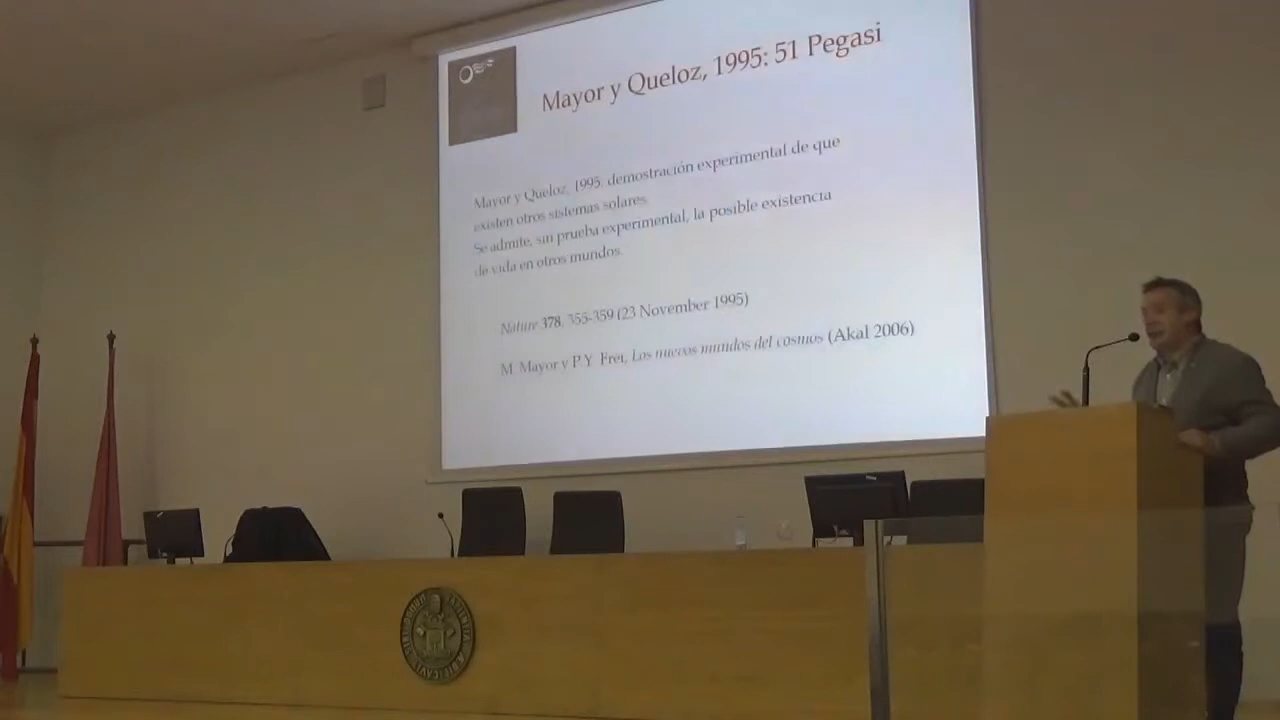 Mayor y Queloz, 1995: 51 Pegasi
Mayor y Queloz, 1995: demostración experimental de que
existen otros sistemas solares.
Se admite, sin prueba experimental, la posible existencia
de vida en otros mundos.
Nature 378, 355-359 (23 November 1995)
M. Mayor y P.Y. Frei, Los nuevos mundos del cosmos (Akal 2006)